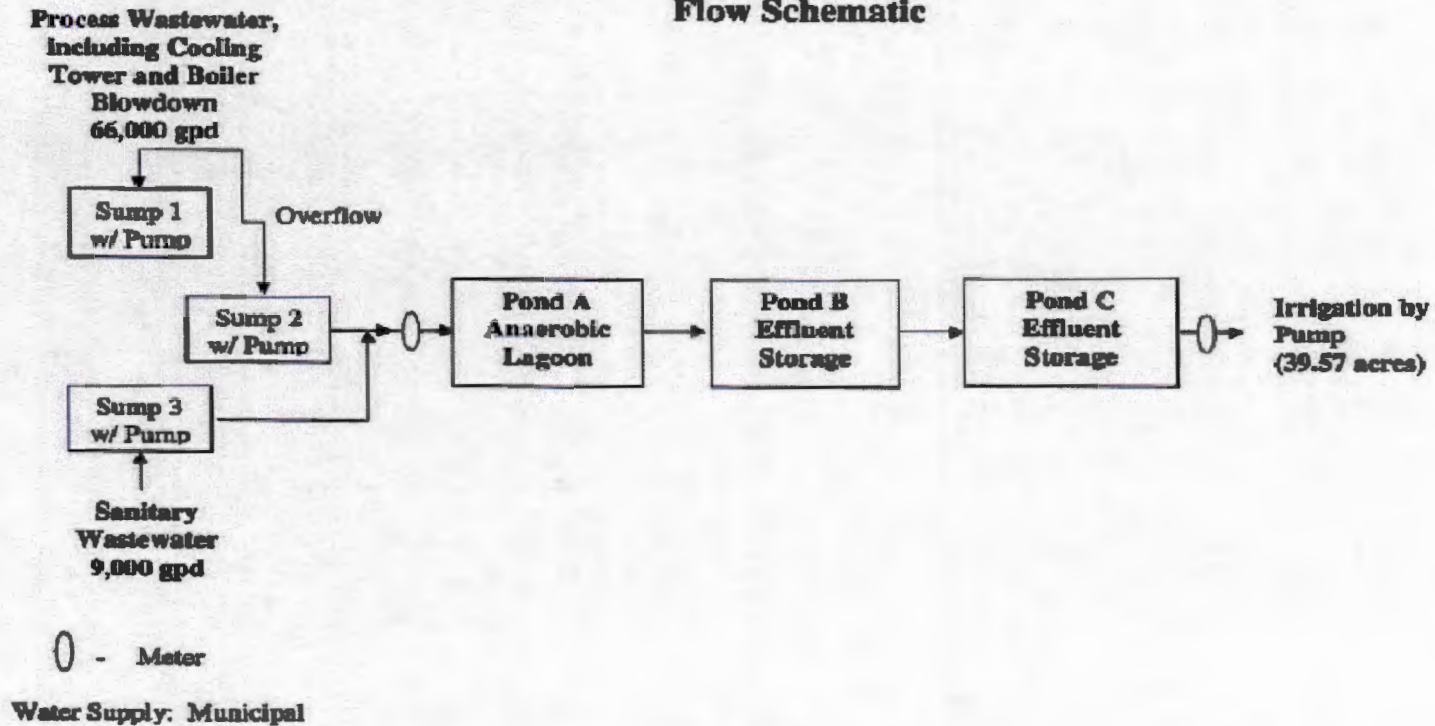 Flow Schematic
Process Wastewater,
Including Cooling
Tower and Boiler
Blowdown
66,000 gpd
Sump 1
w/ Pump
Overflow
Sump 2
w/ Pump
Sump 3
w/ Pump
Sanitary
Wastewater
9,000 gpd
Pond A
Anaerobic
Lagoon
Pond B
Effluent
Storage
Pond C
Effluent
Storage
Irrigation by
Pump
(39.57 acres)
- Meter
Water Supply: Municipal